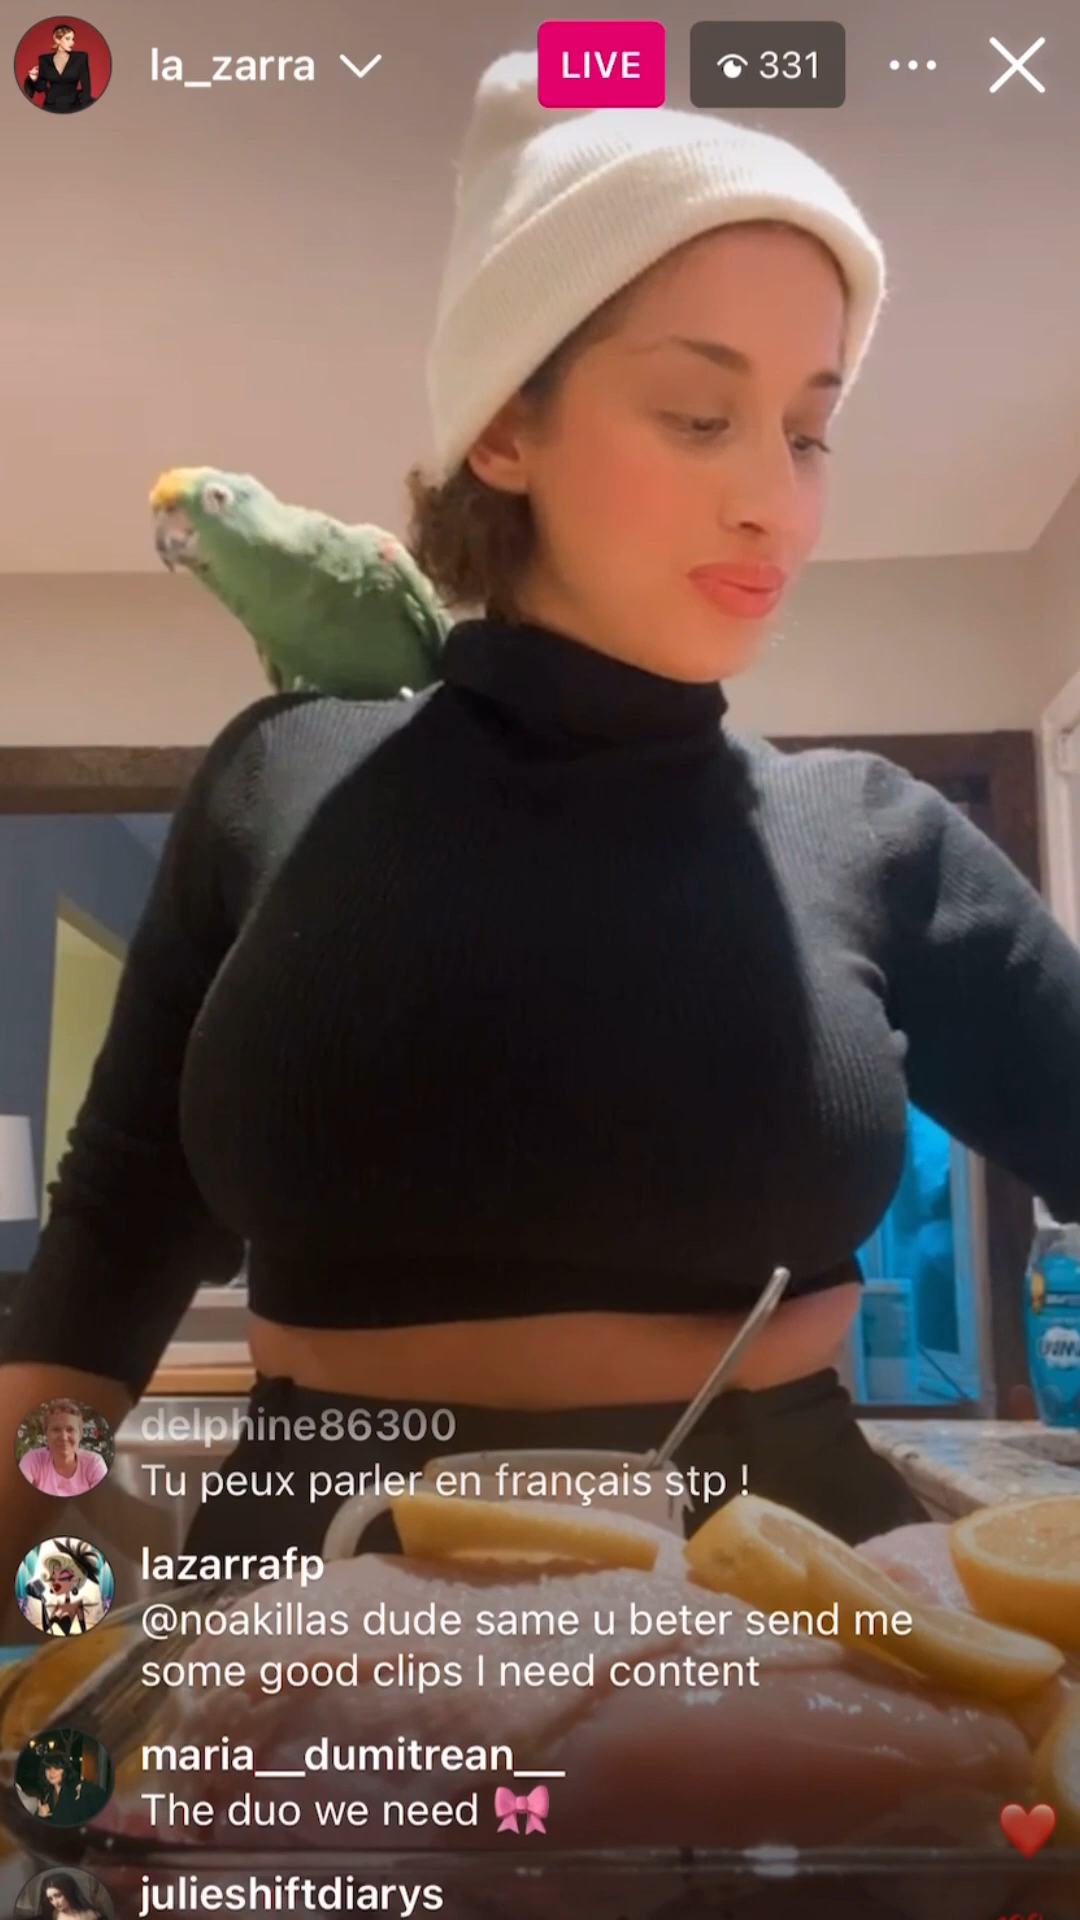 la_zarra
LIVE
331
delphine86300
Tu peux parler en français stp !
lazarrafp
@noakillas dude same u beter send me
some good clips I need content
maria__dumitrean__
The duo we need 🎀
julieshiftdiarys